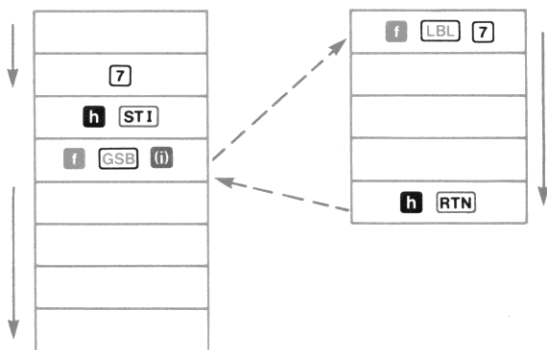 7
h STI
f GSB (i)
f LBL 7
h RTN